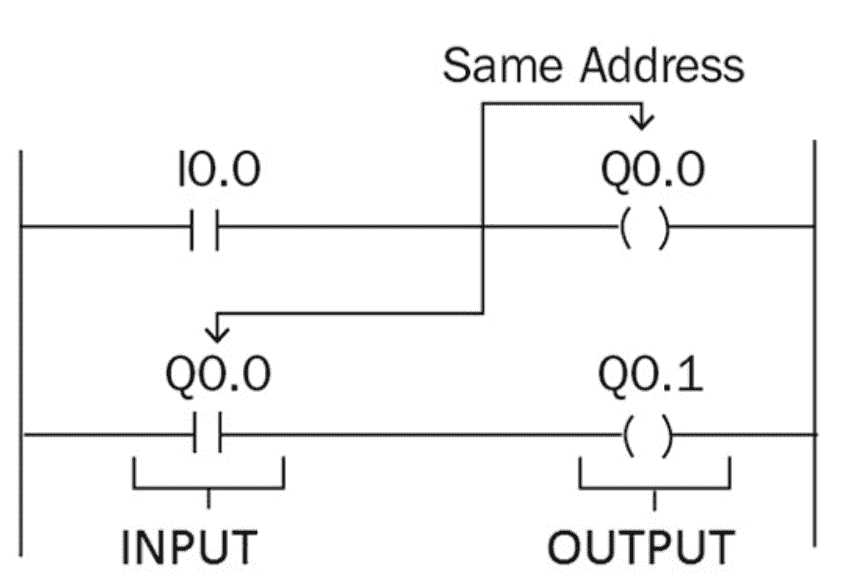 Same Address
I0.0
Q0.0
Q0.0
Q0.1
INPUT
OUTPUT